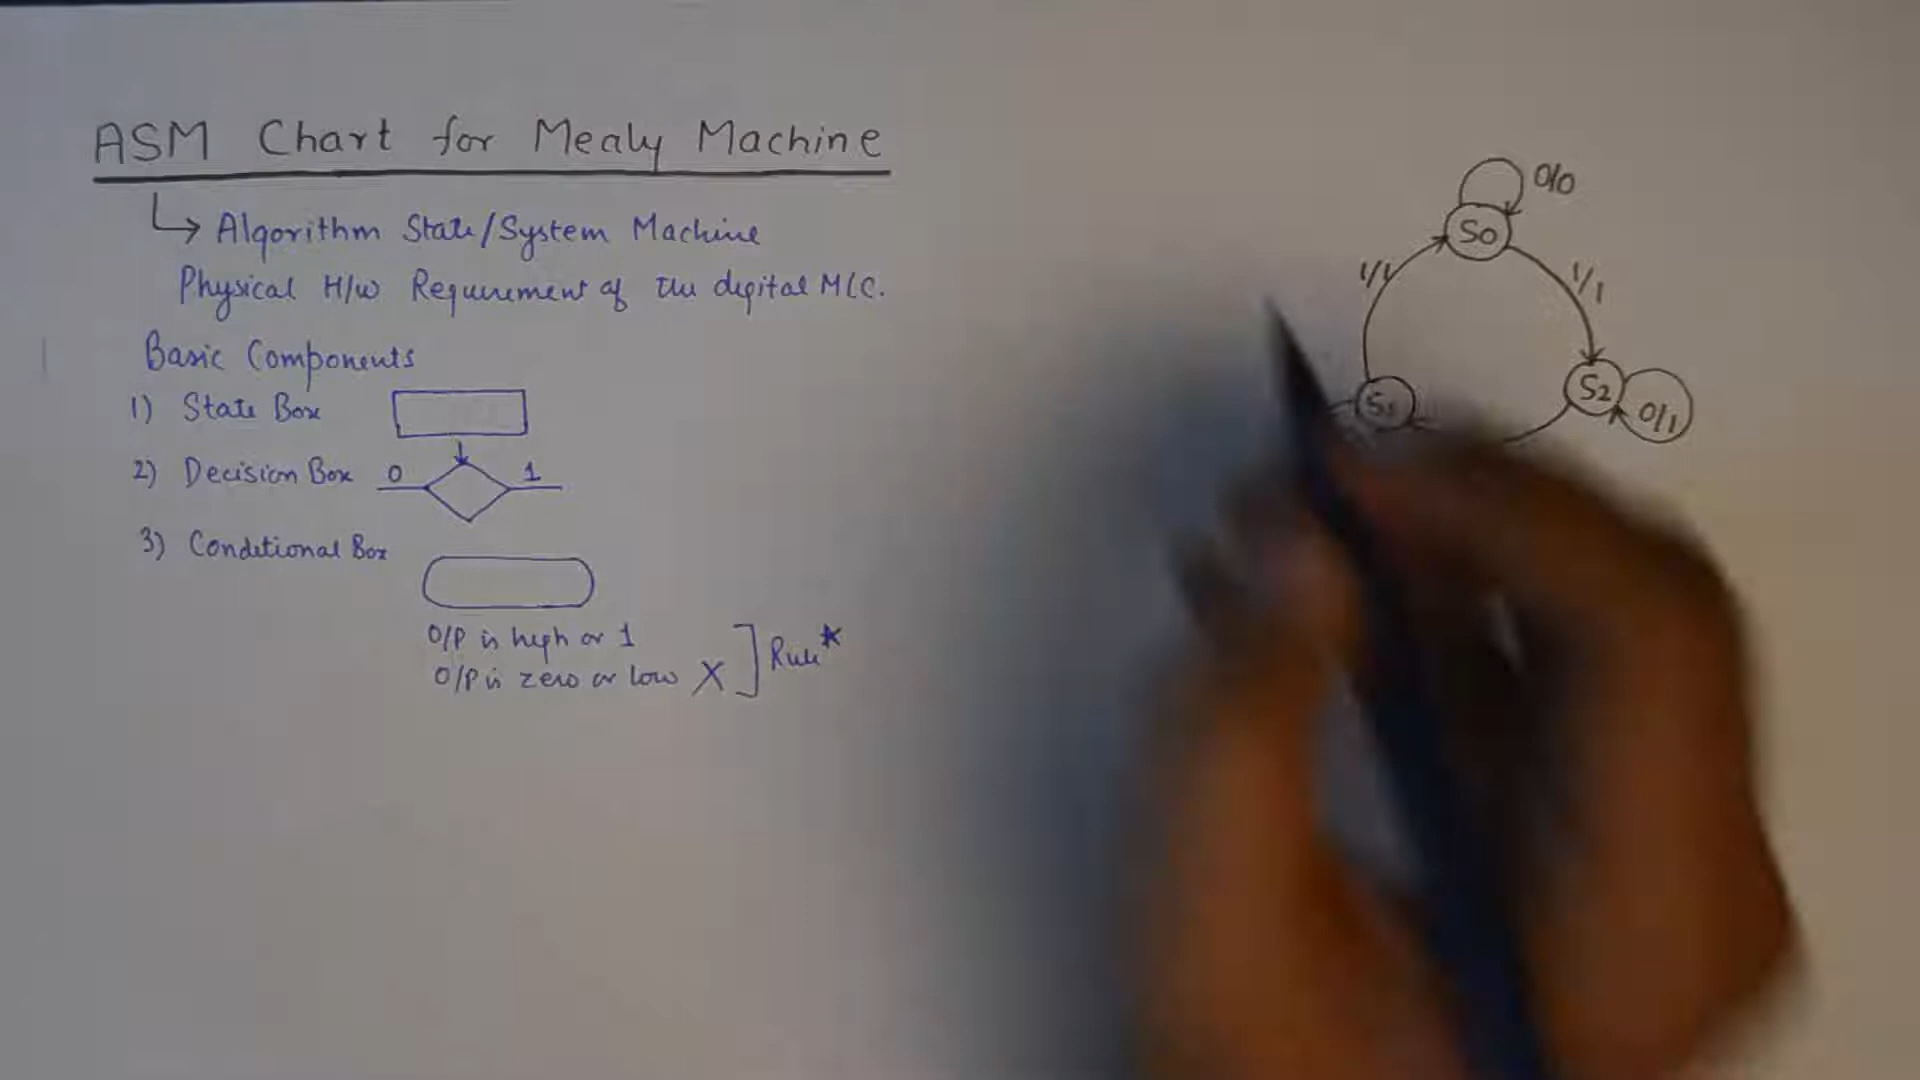 ASM Chart for Mealy Machine
Algorithm State/System Machine
Physical H/w Requirement of the digital M/C.
Basic Components
1) State Box
2) Decision Box 0 1
3) Conditional Box
O/P is high or 1
O/P is zero or low X ] Rule*
0/0
S0
1/1 1/1
S1 S2 0/1